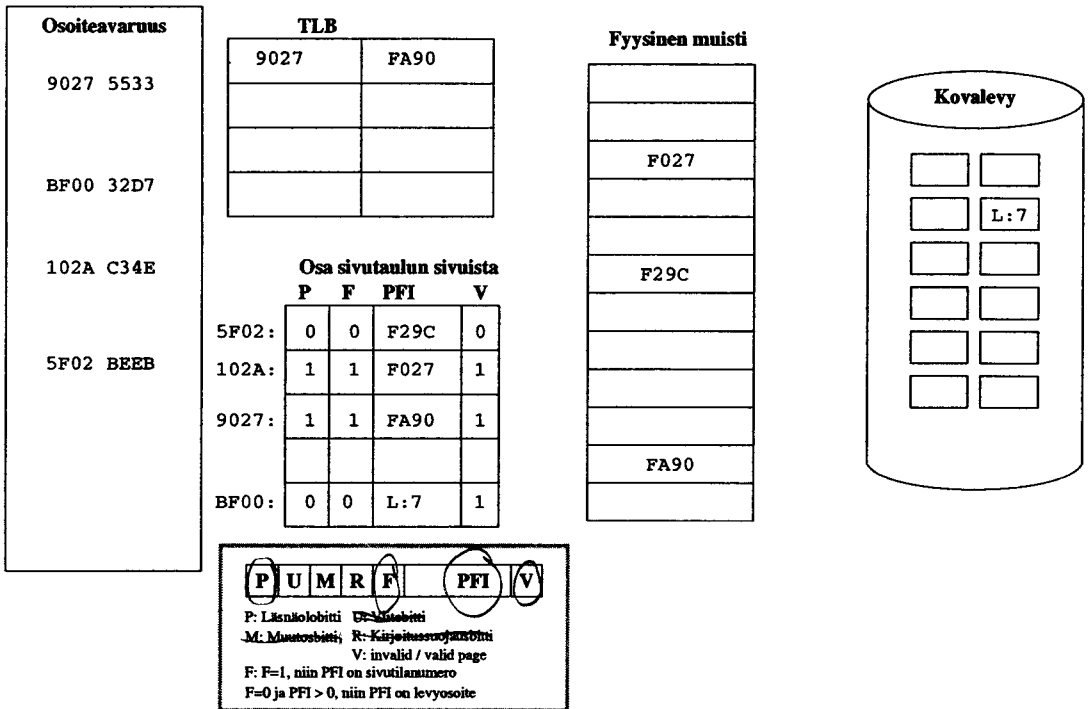 Osoiteavaruus
9027 5533
BF00 32D7
102A C34E
5F02 BEEB
TLB
9027 FA90
Osa sivutaulun sivuista
P F PFI V
5F02: 0 0 F29C 0
102A: 1 1 F027 1
9027: 1 1 FA90 1
BF00: 0 0 L:7 1
Fyysinen muisti
F027
F29C
FA90
Kovalevy
L:7
P U M R F PFI V
P: Läsnäolobitti U: Viitebitti
M: Muutosbitti; R: Kirjoitussuojausbitti
V: invalid / valid page
F: F=1, niin PFI on sivutilanumero
F=0 ja PFI > 0, niin PFI on levyosoite